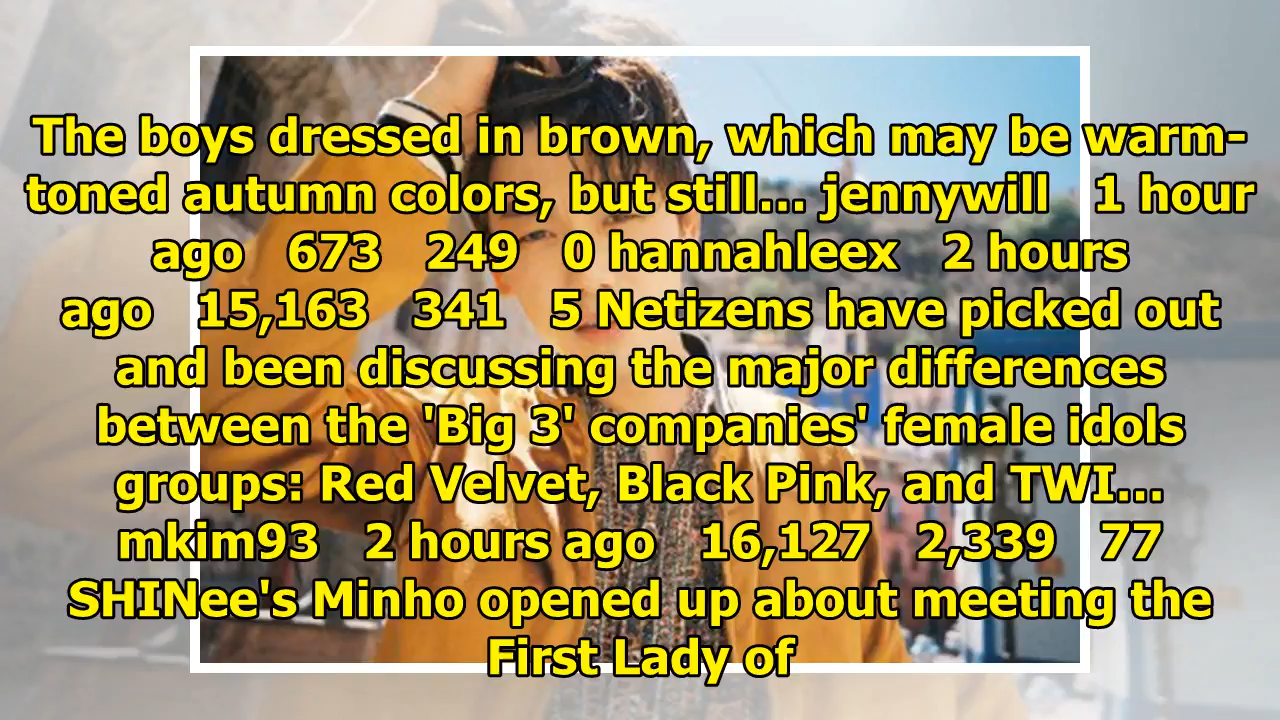 The boys dressed in brown, which may be warm-
toned autumn colors, but still... jennywill 1 hour
ago 673 249 0 hannahleex 2 hours
ago 15,163 341 5 Netizens have picked out
and been discussing the major differences
between the 'Big 3' companies' female idols
groups: Red Velvet, Black Pink, and TWI...
mkim93 2 hours ago 16,127 2,339 77
SHINee's Minho opened up about meeting the
First Lady of